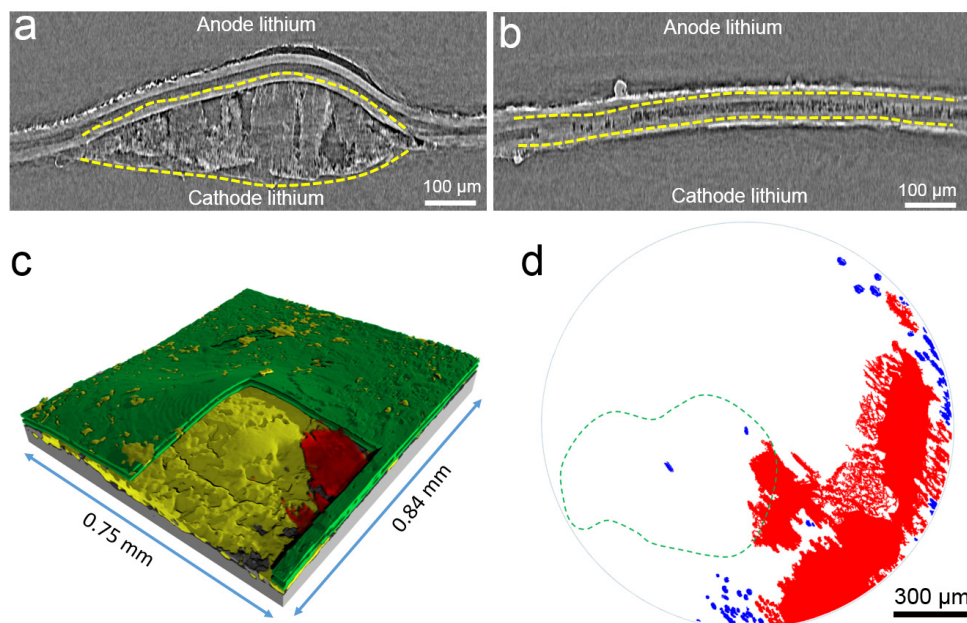 a
Anode lithium
Cathode lithium
100 µm
b
Anode lithium
Cathode lithium
100 µm
c
0.75 mm
0.84 mm
d
300 µm